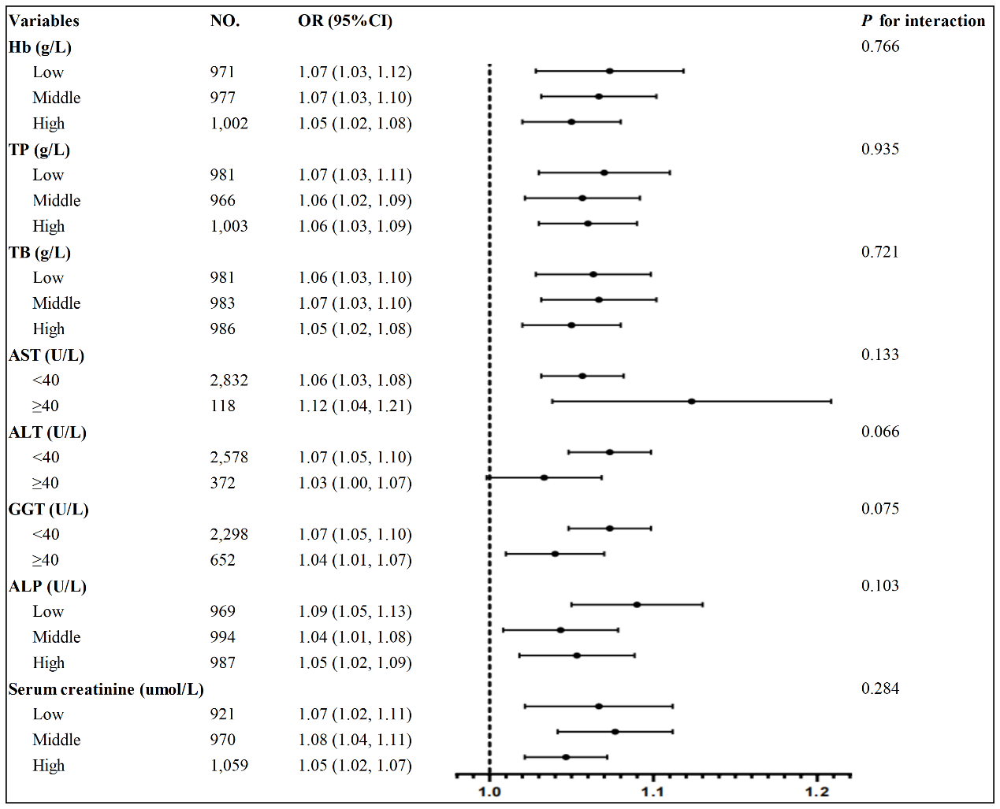 Variables NO. OR (95%CI) P for interaction
Hb (g/L) 0.766
Low 971 1.07 (1.03, 1.12)
Middle 977 1.07 (1.03, 1.10)
High 1,002 1.05 (1.02, 1.08)
TP (g/L) 0.935
Low 981 1.07 (1.03, 1.11)
Middle 966 1.06 (1.02, 1.09)
High 1,003 1.06 (1.03, 1.09)
TB (g/L) 0.721
Low 981 1.06 (1.03, 1.10)
Middle 983 1.07 (1.03, 1.10)
High 986 1.05 (1.02, 1.08)
AST (U/L) 0.133
<40 2,832 1.06 (1.03, 1.08)
≥40 118 1.12 (1.04, 1.21)
ALT (U/L) 0.066
<40 2,578 1.07 (1.05, 1.10)
≥40 372 1.03 (1.00, 1.07)
GGT (U/L) 0.075
<40 2,298 1.07 (1.05, 1.10)
≥40 652 1.04 (1.01, 1.07)
ALP (U/L) 0.103
Low 969 1.09 (1.05, 1.13)
Middle 994 1.04 (1.01, 1.08)
High 987 1.05 (1.02, 1.09)
Serum creatinine (umol/L) 0.284
Low 921 1.07 (1.02, 1.11)
Middle 970 1.08 (1.04, 1.11)
High 1,059 1.05 (1.02, 1.07)
1.0 1.1 1.2